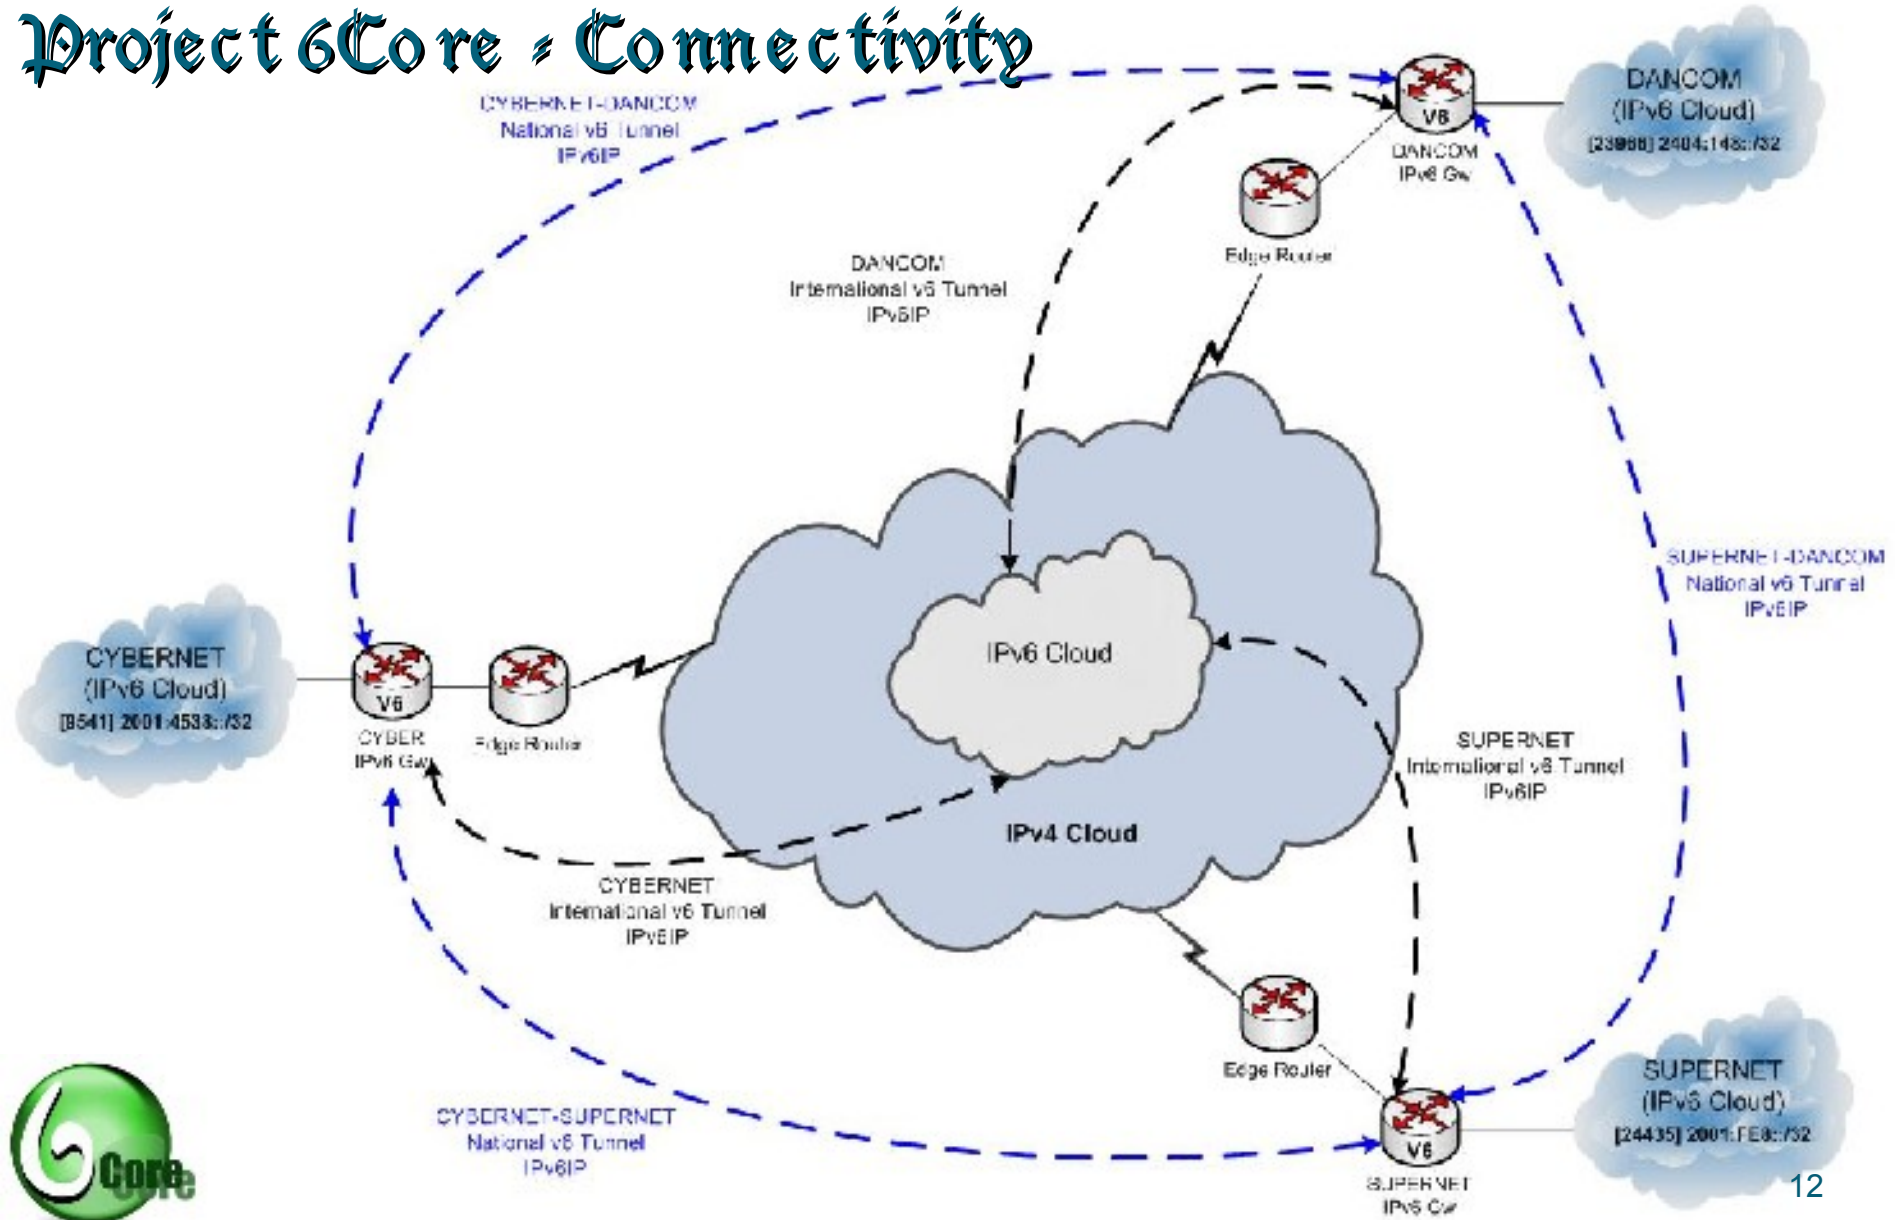 Project 6Core : Connectivity
CYBERNET-DANCOM
National v6 Tunnel
IPv6IP
DANCOM
(IPv6 Cloud)
[23966] 2404:148::/32
V6
DANCOM
IPv6 Gw
Edge Router
DANCOM
International v6 Tunnel
IPv6IP
SUPERNET-DANCOM
National v6 Tunnel
IPv6IP
IPv6 Cloud
CYBERNET
(IPv6 Cloud)
[9541] 2001:4538::/32
V6
CYBER
IPv6 Gw
Edge Router
SUPERNET
International v6 Tunnel
IPv6IP
IPv4 Cloud
CYBERNET
International v6 Tunnel
IPv6IP
Edge Router
SUPERNET
(IPv6 Cloud)
[24435] 2001:FE8::/32
CYBERNET-SUPERNET
National v6 Tunnel
IPv6IP
V6
SUPERNET
IPv6 Gw
6
Core
12